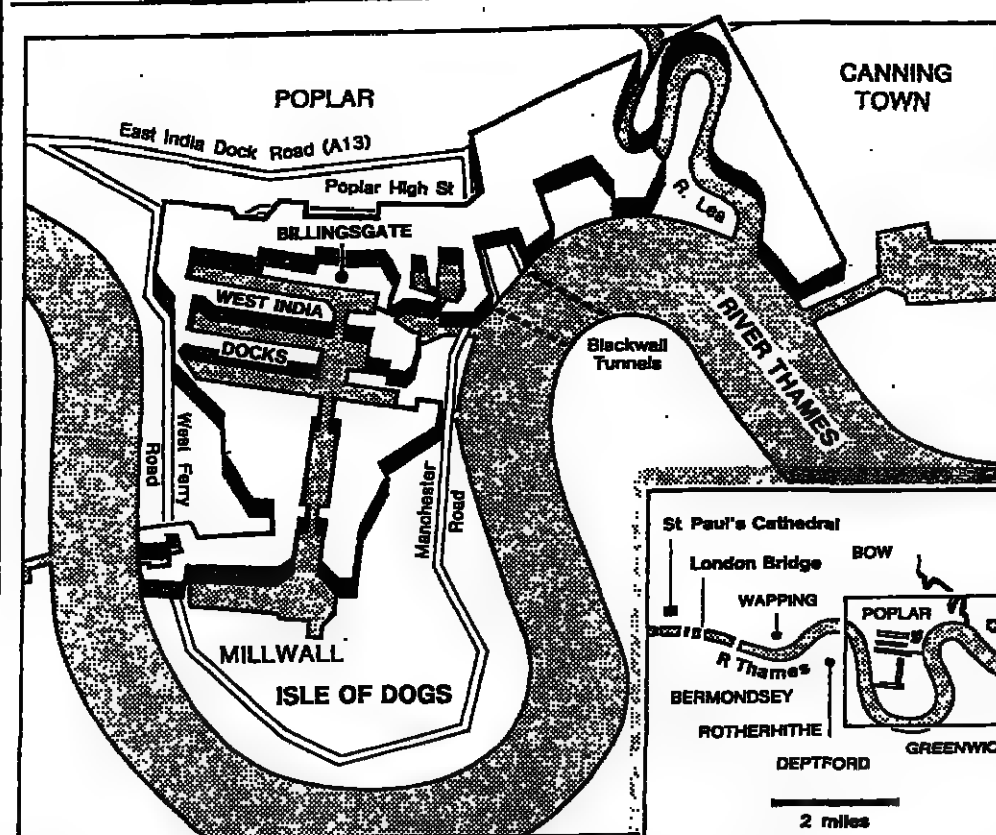 POPLAR
CANNING
TOWN
East India Dock Road (A13)
Poplar High St
R. Lea
BILLINGSGATE
WEST INDIA
DOCKS
Blackwall
Tunnels
RIVER THAMES
West Ferry
Road
Manchester
Road
MILLWALL
ISLE OF DOGS
St Paul's Cathedral
London Bridge
BOW
WAPPING
POPLAR
R Thames
BERMONDSEY
ROTHERHITHE
GREENWIC
DEPTFORD
2 miles